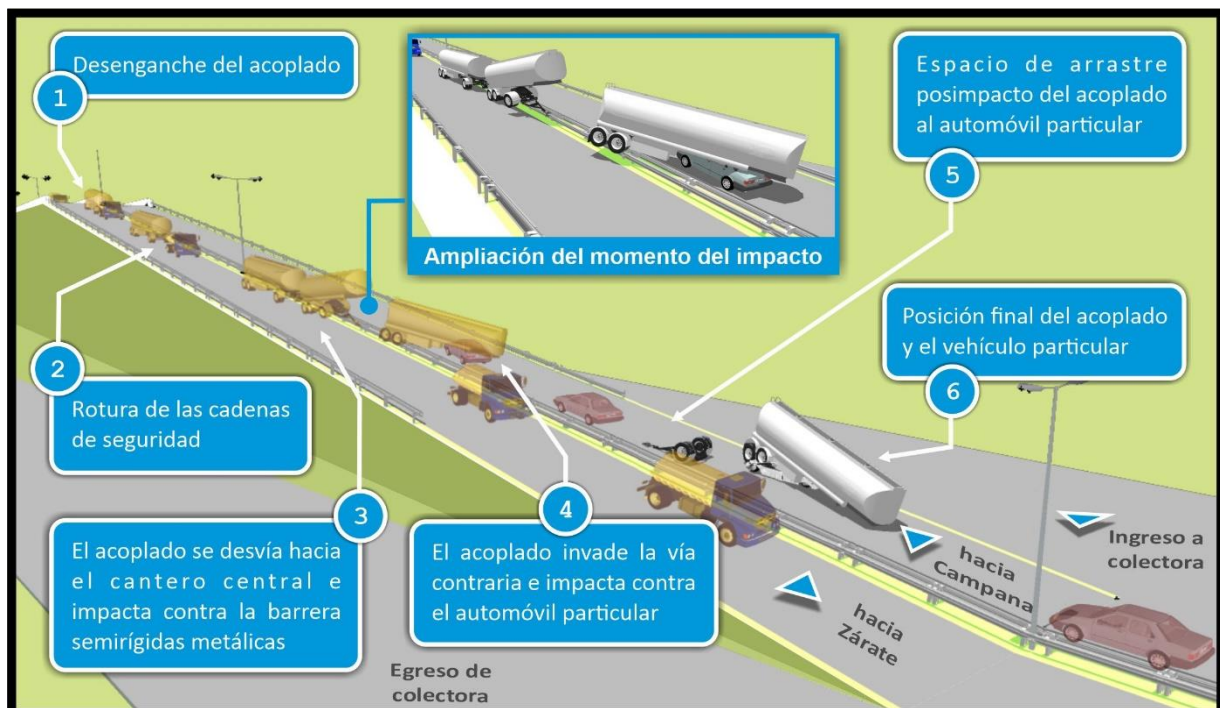 Desenganche del acoplado
1
Ampliación del momento del impacto
Espacio de arrastre
posimpacto del acoplado
al automóvil particular
5
2
Rotura de las cadenas
de seguridad
Posición final del acoplado
y el vehículo particular
6
3
El acoplado se desvía hacia
el cantero central e
impacta contra la barrera
semirígidas metálicas
4
El acoplado invade la vía
contraria e impacta contra
el automóvil particular
hacia
Campana
Ingreso a
colectora
hacia
Zárate
Egreso de
colectora